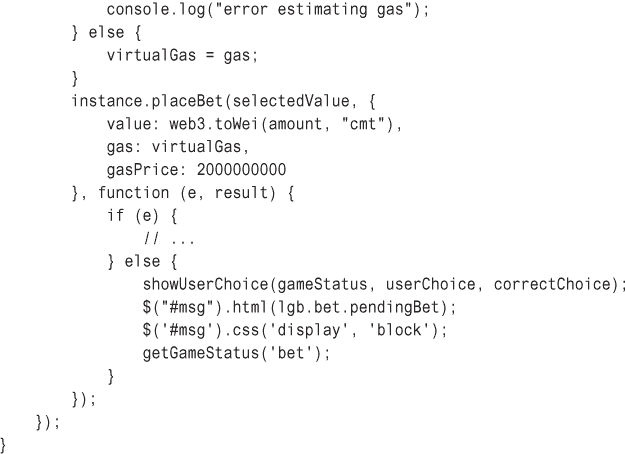 console.log("error estimating gas");
        } else {
            virtualGas = gas;
        }
        instance.placeBet(selectedValue, {
            value: web3.toWei(amount, "cmt"),
            gas: virtualGas,
            gasPrice: 2000000000
        }, function (e, result) {
            if (e) {
                // ...
            } else {
                showUserChoice(gameStatus, userChoice, correctChoice);
                $("#msg").html(lgb.bet.pendingBet);
                $('#msg').css('display', 'block');
                getGameStatus('bet');
            }
        });
    });
}